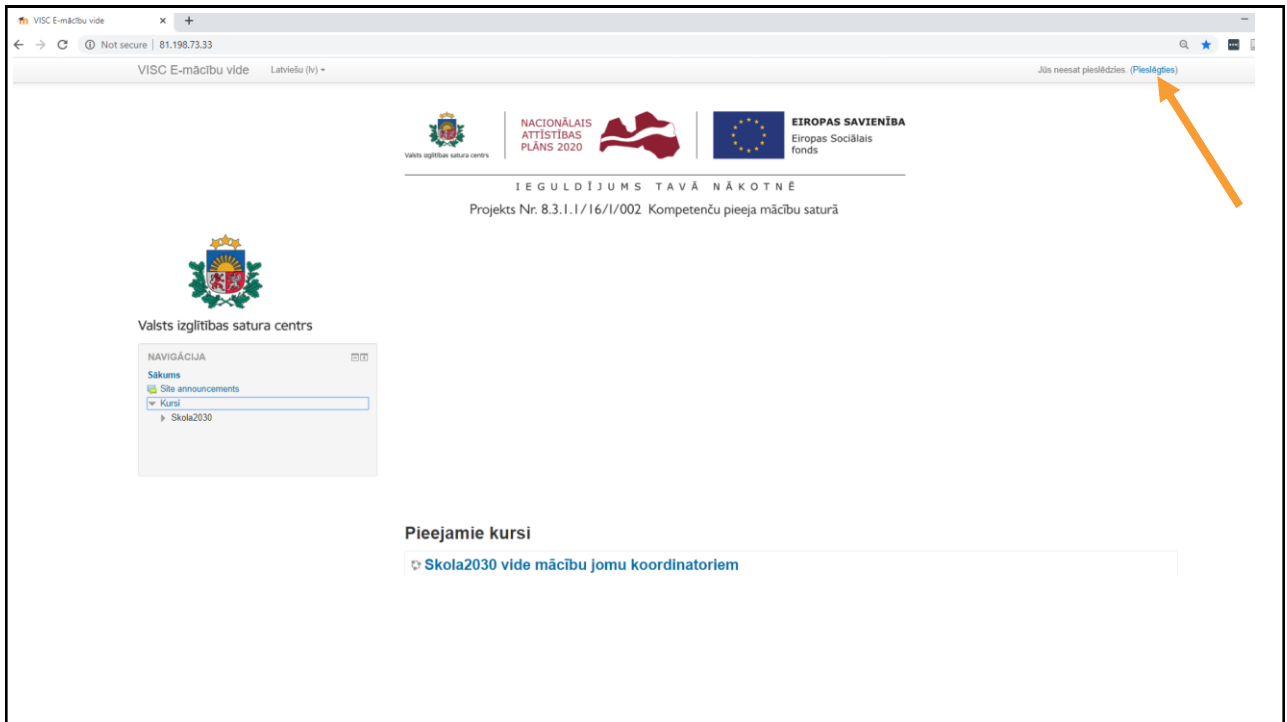 VISC E-mācību vide
Not secure | 81.198.73.33
VISC E-mācību vide Latviešu (lv)
Jūs neesat pieslēdzies. (Pieslēgties)
Valsts izglītības satura centrs
NACIONĀLAIS
ATTĪSTĪBAS
PLĀNS 2020
EIROPAS SAVIENĪBA
Eiropas Sociālais
fonds
IEGULDĪJUMS TAVĀ NĀKOTNĒ
Projekts Nr. 8.3.1.1/16/I/002 Kompetenču pieeja mācību saturā
Valsts izglītības satura centrs
NAVIGĀCIJA
Sākums
Site announcements
Kursi
Skola2030
Pieejamie kursi
Skola2030 vide mācību jomu koordinatoriem